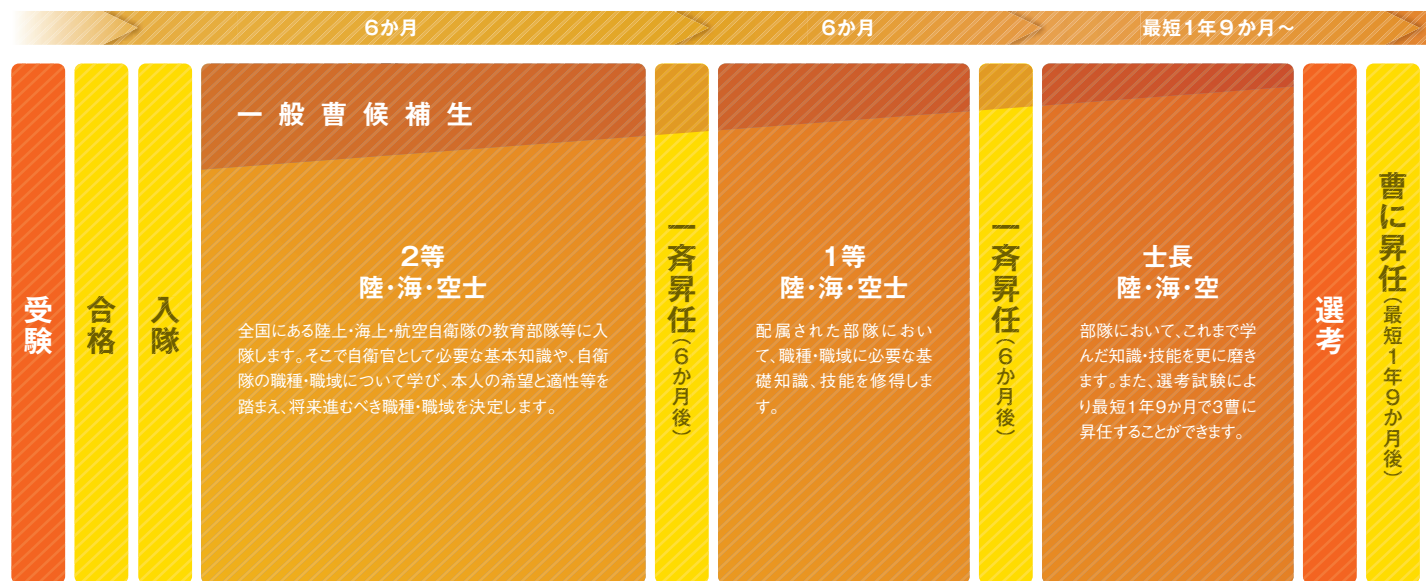 6か月
6か月
最短1年9か月～
受験
合格
入隊
一般曹候補生
2等
陸・海・空士
全国にある陸上・海上・航空自衛隊の教育部隊等に入
隊します。そこで自衛官として必要な基本知識や、自衛
隊の職種・職域について学び、本人の希望と適性等を
踏まえ、将来進むべき職種・職域を決定します。
一斉昇任（6か月後）
1等
陸・海・空士
配属された部隊におい
て、職種・職域に必要な基
礎知識、技能を修得しま
す。
一斉昇任（6か月後）
士長
陸・海・空
部隊において、これまで学
んだ知識・技能を更に磨き
ます。また、選考試験によ
り最短1年9か月で3曹に
昇任することができます。
選考
曹に昇任（最短1年9か月後）